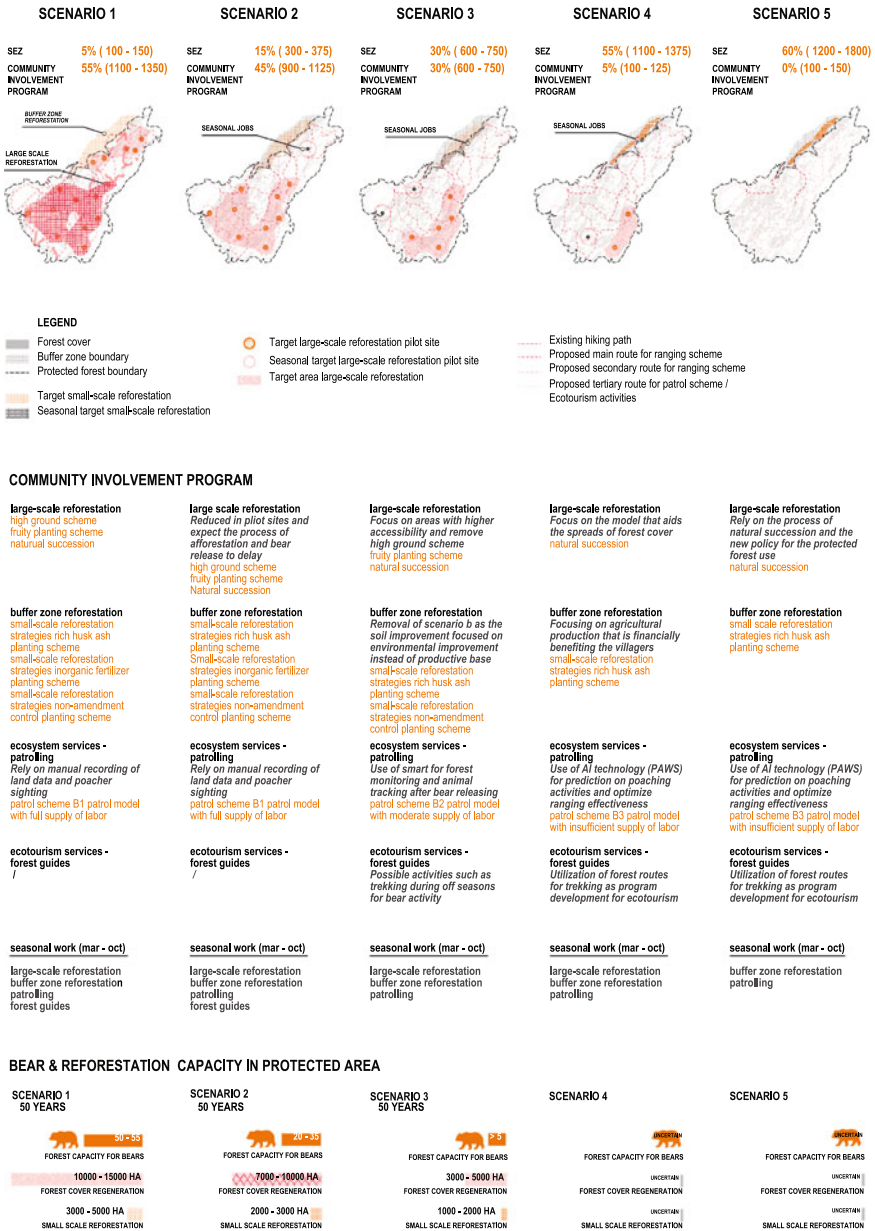 SCENARIO 1
SCENARIO 2
SCENARIO 3
SCENARIO 4
SCENARIO 5
SEZ 5% ( 100 - 150)
COMMUNITY 55% (1100 - 1350)
INVOLVEMENT
PROGRAM
SEZ 15% ( 300 - 375)
COMMUNITY 45% (900 - 1125)
INVOLVEMENT
PROGRAM
SEZ 30% (600 - 750)
COMMUNITY 30% (600 - 750)
INVOLVEMENT
PROGRAM
SEZ 55% ( 1100 - 1375)
COMMUNITY 5% (100 - 125)
INVOLVEMENT
PROGRAM
SEZ 60% ( 1200 - 1800)
COMMUNITY 0% (100 - 150)
INVOLVEMENT
PROGRAM
BUFFER ZONE
REFORESTATION
LARGE SCALE
REFORESTATION
SEASONAL JOBS
SEASONAL JOBS
SEASONAL JOBS
LEGEND
Forest cover
Buffer zone boundary
Protected forest boundary
Target small-scale reforestation
Seasonal target small-scale reforestation
Target large-scale reforestation pilot site
Seasonal target large-scale reforestation pilot site
Target area large-scale reforestation
Existing hiking path
Proposed main route for ranging scheme
Proposed secondary route for ranging scheme
Proposed tertiary route for patrol scheme /
Ecotourism activities
COMMUNITY INVOLVEMENT PROGRAM
large-scale reforestation
high ground scheme
fruity planting scheme
naturual succession
large scale reforestation
Reduced in pliot sites and
expect the process of
afforestation and bear
release to delay
high ground scheme
fruity planting scheme
Natural succession
large-scale reforestation
Focus on areas with higher
accessibility and remove
high ground scheme
fruity planting scheme
natural succession
large-scale reforestation
Focus on the model that aids
the spreads of forest cover
natural succession
large-scale reforestation
Rely on the process of
natural succession and the
new policy for the protected
forest use
natural succession
buffer zone reforestation
small-scale reforestation
strategies rich husk ash
planting scheme
small-scale reforestation
strategies inorganic fertilizer
planting scheme
small-scale reforestation
strategies non-amendment
control planting scheme
buffer zone reforestation
small-scale reforestation
strategies rich husk ash
planting scheme
Small-scale reforestation
strategies inorganic fertilizer
planting scheme
small-scale reforestation
strategies non-amendment
control planting scheme
buffer zone reforestation
Removal of scenario b as the
soil improvement focused on
environmental improvement
instead of productive base
small-scale reforestation
strategies rich husk ash
planting scheme
small-scale reforestation
strategies non-amendment
control planting scheme
buffer zone reforestation
Focusing on agricultural
production that is financially
benefiting the villagers
small-scale reforestation
strategies rich husk ash
planting scheme
buffer zone reforestation
small scale reforestation
strategies rich husk ash
planting scheme
ecosystem services -
patrolling
Rely on manual recording of
land data and poacher
sighting
patrol scheme B1 patrol model
with full supply of labor
ecosystem services -
patrolling
Rely on manual recording of
land data and poacher
sighting
patrol scheme B1 patrol model
with full supply of labor
ecosystem services -
patrolling
Use of smart for forest
monitoring and animal
tracking after bear releasing
patrol scheme B2 patrol model
with moderate supply of labor
ecosystem services -
patrolling
Use of AI technology (PAWS)
for prediction on poaching
activities and optimize
ranging effectiveness
patrol scheme B3 patrol model
with insufficient supply of labor
ecosystem services -
patrolling
Use of AI technology (PAWS)
for prediction on poaching
activities and optimize
ranging effectiveness
patrol scheme B3 patrol model
with insufficient supply of labor
ecotourism services -
forest guides
/
ecotourism services -
forest guides
/
ecotourism services -
forest guides
Possible activities such as
trekking during off seasons
for bear activity
ecotourism services -
forest guides
Utilization of forest routes
for trekking as program
development for ecotourism
ecotourism services -
forest guides
Utilization of forest routes
for trekking as program
development for ecotourism
seasonal work (mar - oct)
large-scale reforestation
buffer zone reforestation
patrolling
forest guides
seasonal work (mar - oct)
large-scale reforestation
buffer zone reforestation
patrolling
forest guides
seasonal work (mar - oct)
large-scale reforestation
buffer zone reforestation
patrolling
seasonal work (mar - oct)
large-scale reforestation
buffer zone reforestation
patrolling
seasonal work (mar - oct)
buffer zone reforestation
patrolling
BEAR & REFORESTATION CAPACITY IN PROTECTED AREA
SCENARIO 1
50 YEARS
50 - 55
FOREST CAPACITY FOR BEARS
10000 - 15000 HA
FOREST COVER REGENERATION
3000 - 5000 HA
SMALL SCALE REFORESTATION
SCENARIO 2
50 YEARS
20 - 35
FOREST CAPACITY FOR BEARS
7000 - 10000 HA
FOREST COVER REGENERATION
2000 - 3000 HA
SMALL SCALE REFORESTATION
SCENARIO 3
50 YEARS
> 5
FOREST CAPACITY FOR BEARS
3000 - 5000 HA
FOREST COVER REGENERATION
1000 - 2000 HA
SMALL SCALE REFORESTATION
SCENARIO 4
UNCERTAIN
FOREST CAPACITY FOR BEARS
UNCERTAIN
FOREST COVER REGENERATION
UNCERTAIN
SMALL SCALE REFORESTATION
SCENARIO 5
UNCERTAIN
FOREST CAPACITY FOR BEARS
UNCERTAIN
FOREST COVER REGENERATION
UNCERTAIN
SMALL SCALE REFORESTATION